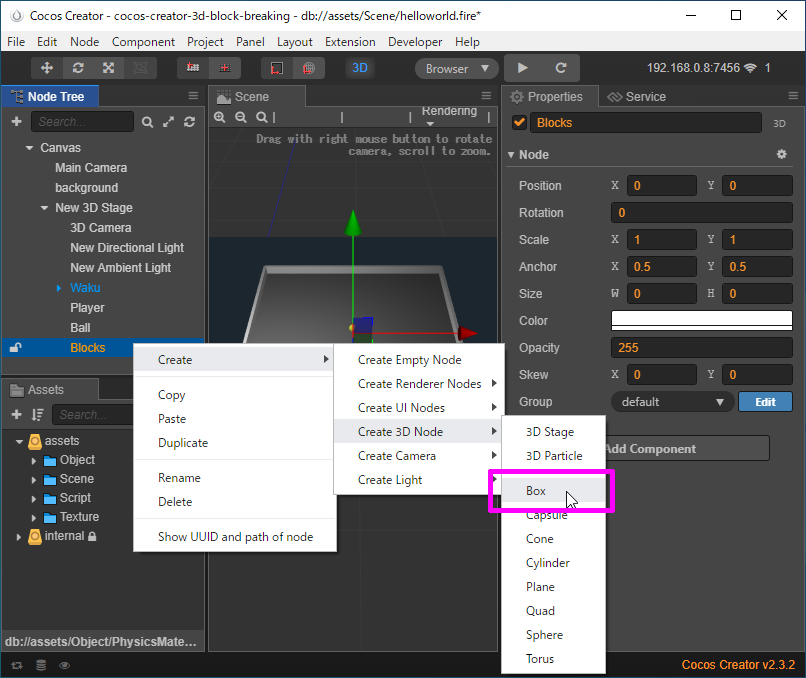 Cocos Creator - cocos-creator-3d-block-breaking - db://assets/Scene/helloworld.fire*
File Edit Node Component Project Panel Layout Extension Developer Help
3D
Browser
192.168.0.8:7456 1
Node Tree
Search...
Canvas
Main Camera
background
New 3D Stage
3D Camera
New Directional Light
New Ambient Light
Waku
Player
Ball
Blocks
Scene
Rendering
Drag with right mouse button to rotate
camera, scroll to zoom.
Properties
Service
Blocks 3D
Node
Position X 0 Y 0
Rotation 0
Scale X 1 Y 1
Anchor X 0.5 Y 0.5
Size W 0 H 0
Color
Opacity 255
Skew X 0 Y 0
Group default Edit
Add Component
Create
Copy
Paste
Duplicate
Rename
Delete
Show UUID and path of node
Create Empty Node
Create Renderer Nodes
Create UI Nodes
Create 3D Node
Create Camera
Create Light
3D Stage
3D Particle
Box
Capsule
Cone
Cylinder
Plane
Quad
Sphere
Torus
Assets
Search...
assets
Object
Scene
Script
Texture
internal
db://assets/Object/PhysicsMate...
Cocos Creator v2.3.2